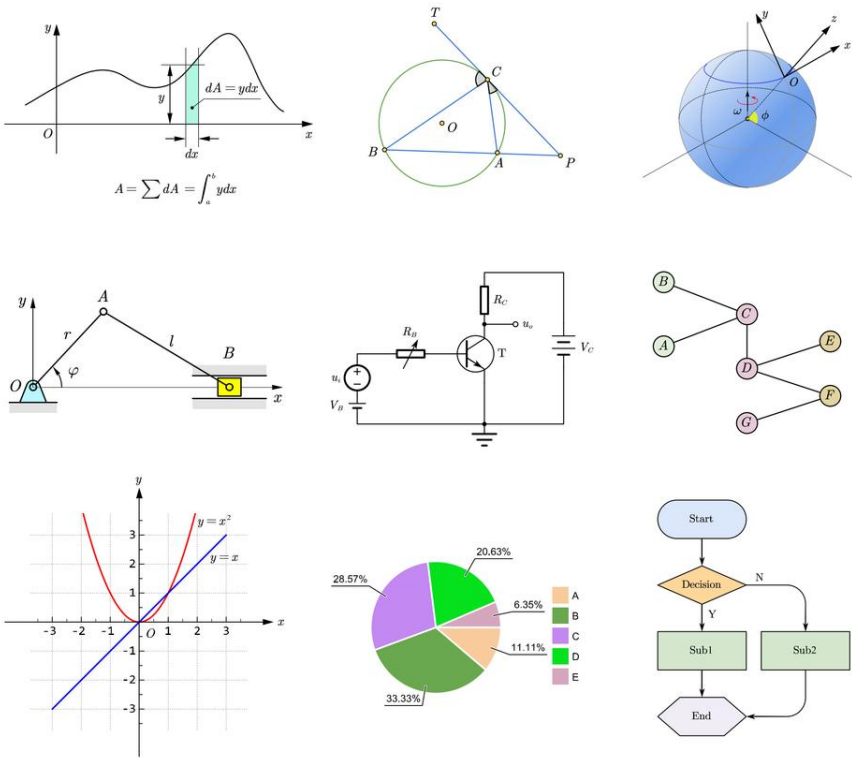 y
y
dA = ydx
O
x
dx
A = ∑ dA = ∫ₐᵇ ydx
T
C
O
B
A
P
y
z
x
O
ω
ϕ
y
A
r
l
B
O
φ
x
R_C
u_o
R_B
T
V_C
u_i
V_B
B
C
A
E
D
F
G
y
y = x²
3
y = x
2
1
-3 -2 -1 O 1 2 3 x
-1
-2
-3
20.63%
28.57%
A
6.35%
B
C
11.11%
D
E
33.33%
Start
Decision N
Y
Sub1 Sub2
End